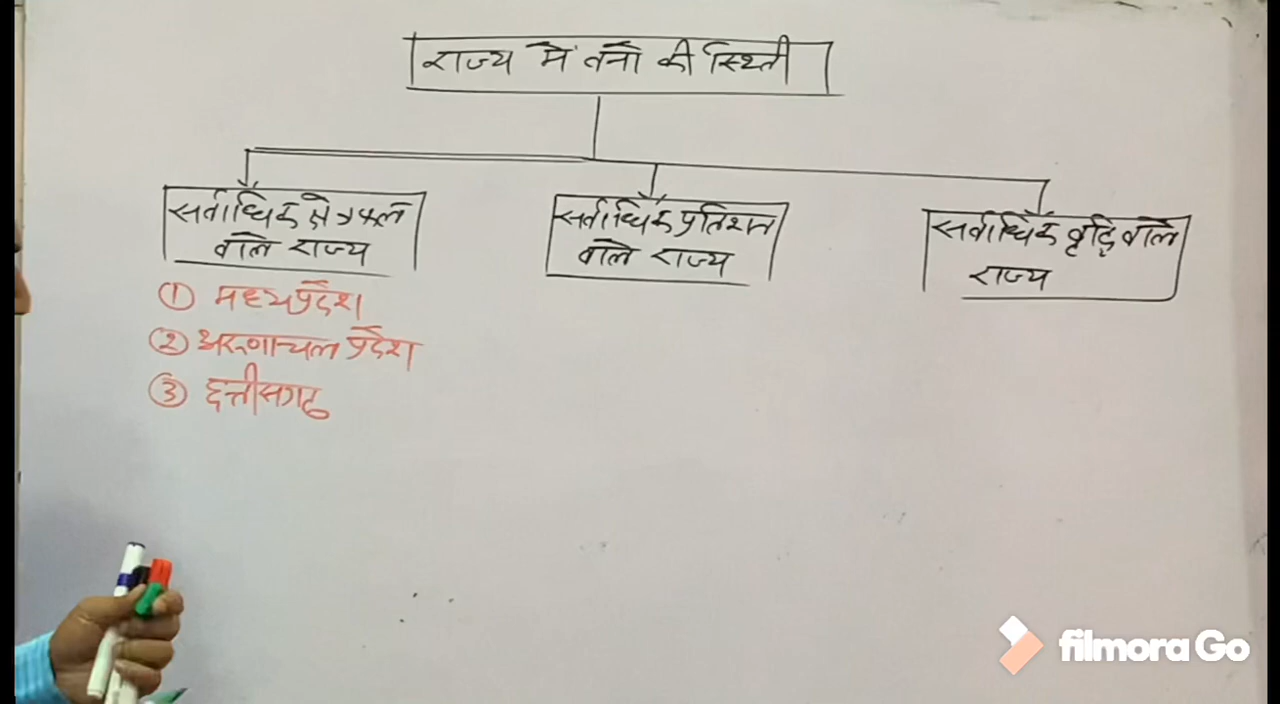 राज्य में वनो की स्थिती
सर्वाधिक क्षेत्रफल
वाले राज्य
सर्वाधिक प्रतिशत
वाले राज्य
सर्वाधिक वृद्धि वाले
राज्य
① मध्यप्रदेश
② अरूणाचल प्रदेश
③ छत्तीसगढ़
filmora Go